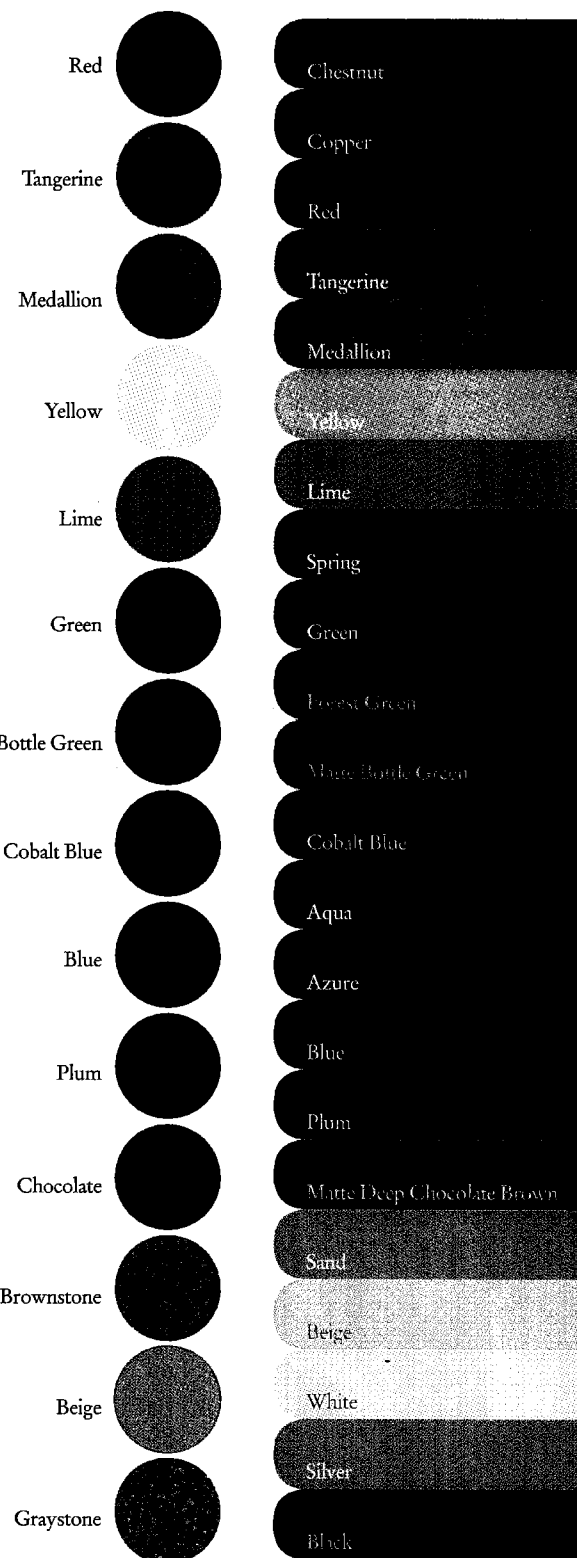 Red
Tangerine
Medallion
Yellow
Lime
Green
Bottle Green
Cobalt Blue
Blue
Plum
Chocolate
Brownstone
Beige
Graystone
Chestnut
Copper
Red
Tangerine
Medallion
Yellow
Lime
Spring
Green
Forest Green
Matte Bottle Green
Cobalt Blue
Aqua
Azure
Blue
Plum
Matte Deep Chocolate Brown
Sand
Beige
White
Silver
Black